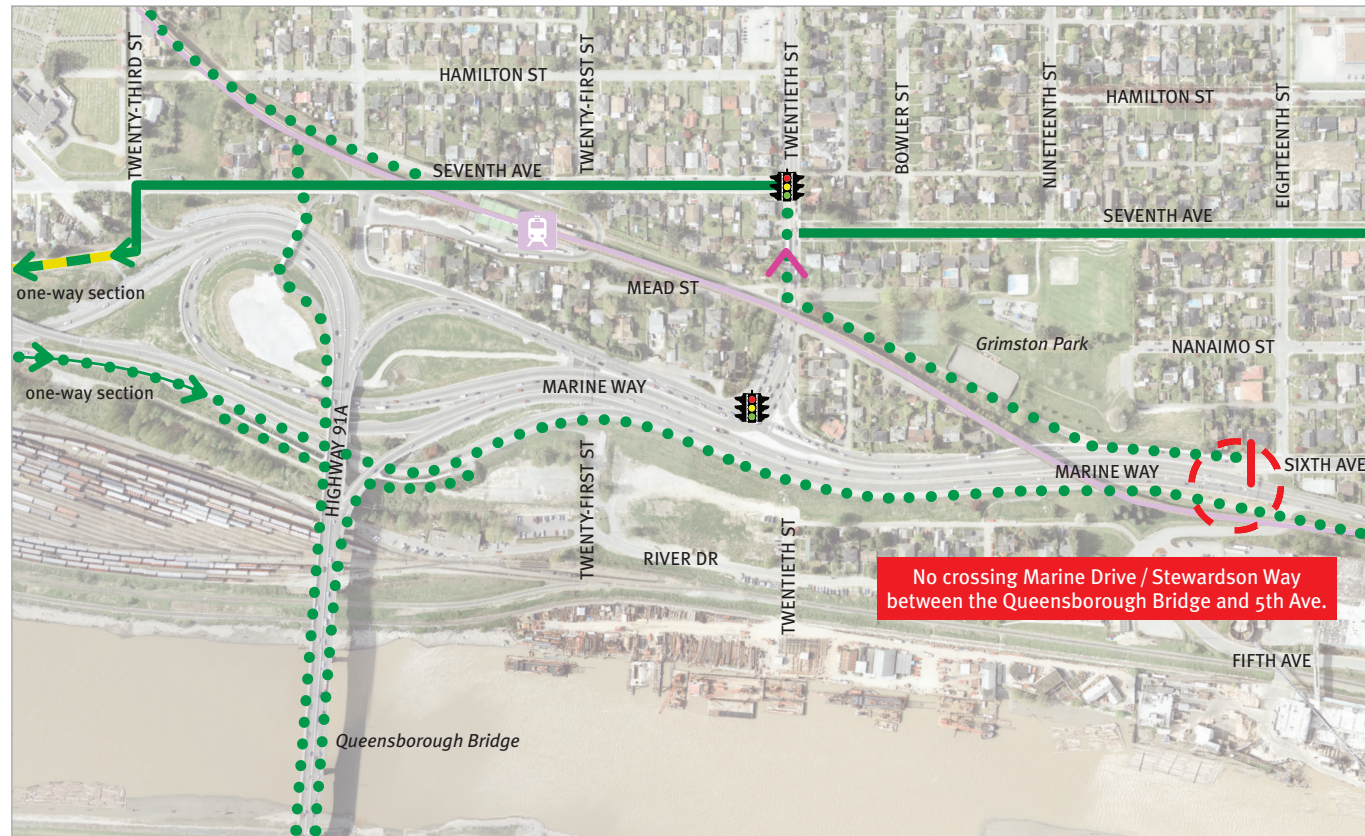 TWENTY-THIRD ST
HAMILTON ST
TWENTY-FIRST ST
TWENTIETH ST
BOWLER ST
NINETEENTH ST
HAMILTON ST
EIGHTEENTH ST
SEVENTH AVE
SEVENTH AVE
one-way section
MEAD ST
Grimston Park
NANAIMO ST
one-way section
MARINE WAY
HIGHWAY 91A
TWENTY-FIRST ST
MARINE WAY
SIXTH AVE
RIVER DR
TWENTIETH ST
No crossing Marine Drive / Stewardson Way
between the Queensborough Bridge and 5th Ave.
FIFTH AVE
Queensborough Bridge